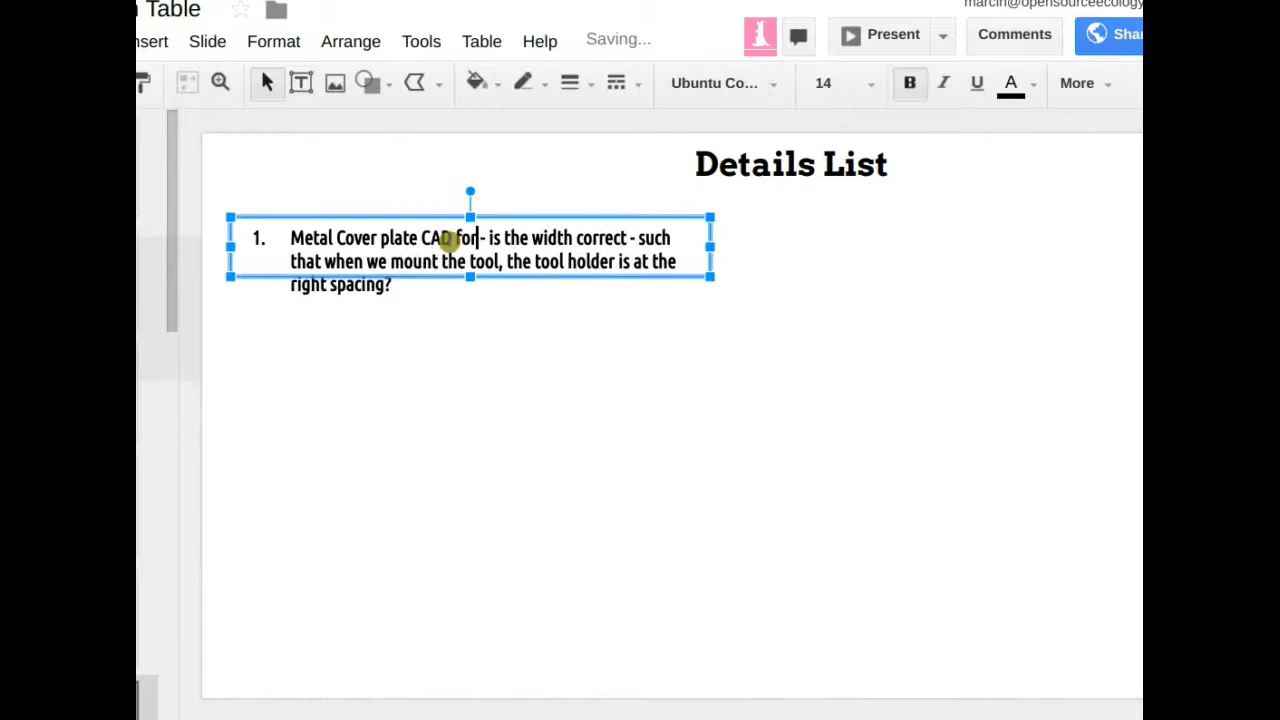 Table
marcin@opensourceecology
nsert Slide Format Arrange Tools Table Help Saving... Present Comments Shar
Ubuntu Co... 14 B I U A More
Details List
1. Metal Cover plate CAD for - is the width correct - such
that when we mount the tool, the tool holder is at the
right spacing?